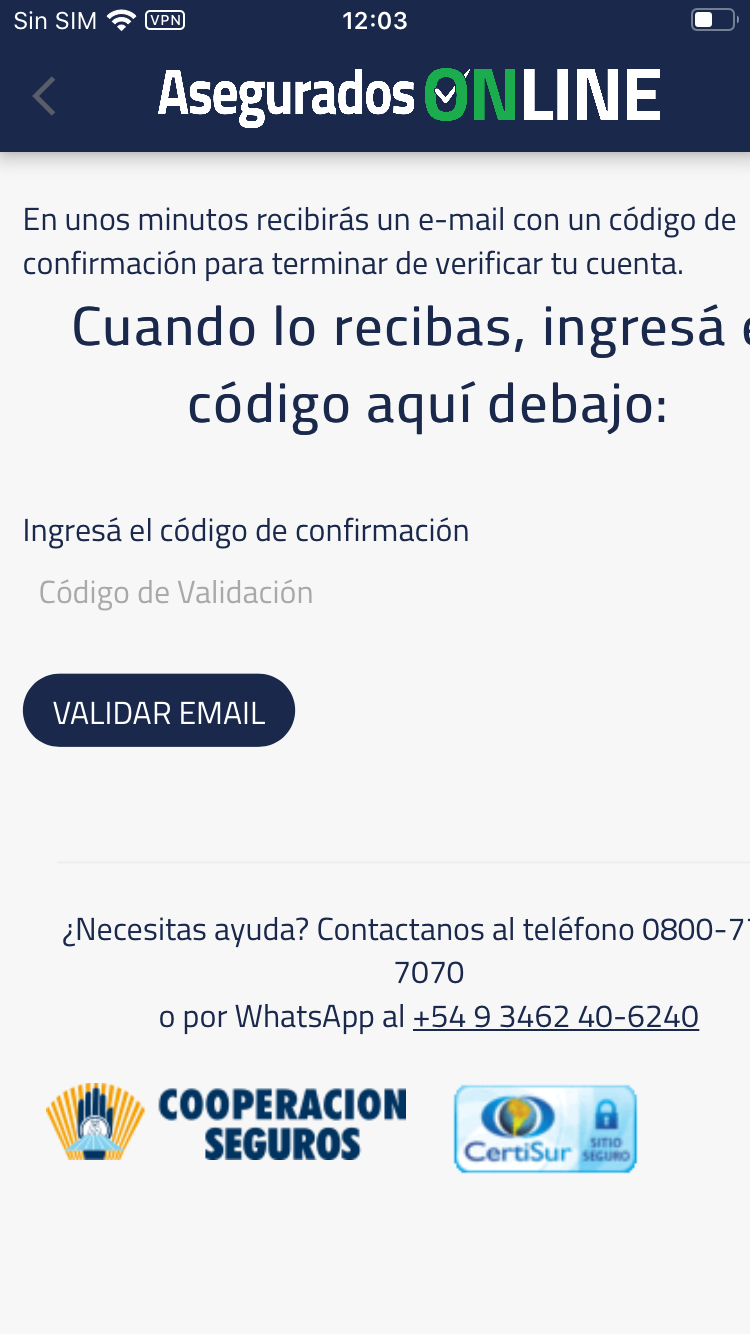 Sin SIM VPN 12:03
Asegurados ONLINE
En unos minutos recibirás un e-mail con un código de
confirmación para terminar de verificar tu cuenta.
Cuando lo recibas, ingresá
código aquí debajo:
Ingresá el código de confirmación
Código de Validación
VALIDAR EMAIL
¿Necesitas ayuda? Contactanos al teléfono 0800-7
7070
o por WhatsApp al +54 9 3462 40-6240
COOPERACION
SEGUROS
CertiSur
SITIO
SEGURO